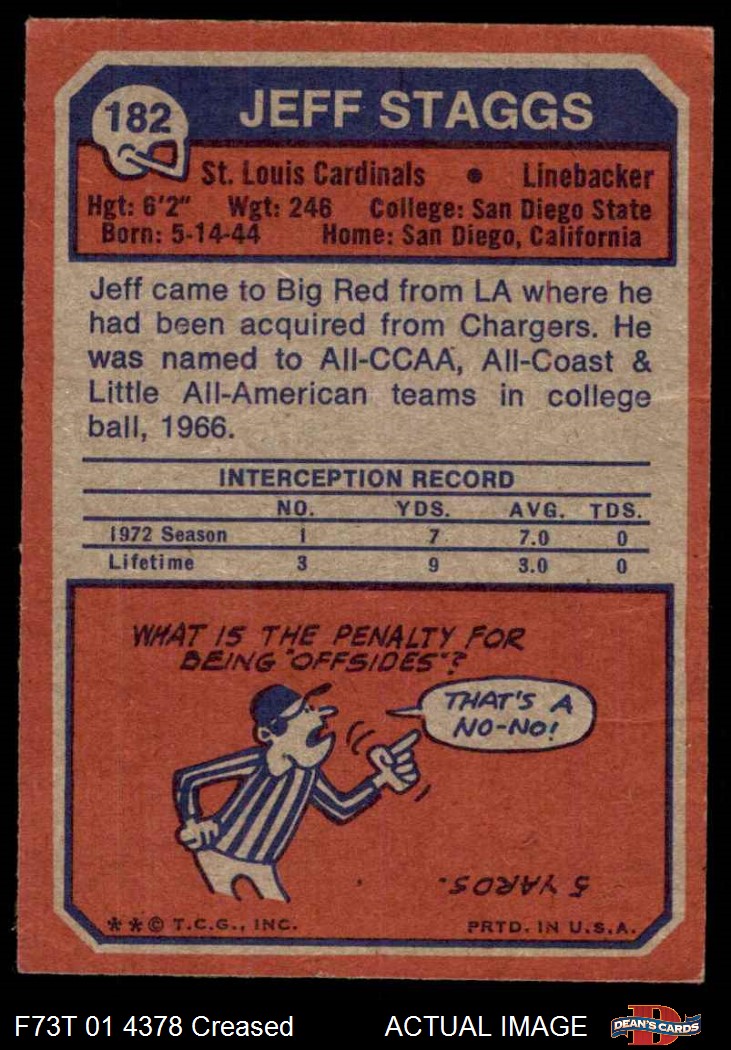 182
JEFF STAGGS
St. Louis Cardinals • Linebacker
Hgt: 6'2" Wgt: 246 College: San Diego State
Born: 5-14-44 Home: San Diego, California
Jeff came to Big Red from LA where he
had been acquired from Chargers. He
was named to All-CCAA, All-Coast &
Little All-American teams in college
ball, 1966.
INTERCEPTION RECORD
NO. YDS. AVG. TDS.
1972 Season 1 7 7.0 0
Lifetime 3 9 3.0 0
WHAT IS THE PENALTY FOR
BEING "OFFSIDES"?
THAT'S A
NO-NO!
5 YARDS.
**© T.C.G., INC. PRTD. IN U.S.A.
F73T 01 4378 Creased ACTUAL IMAGE
D
DEAN'S CARDS